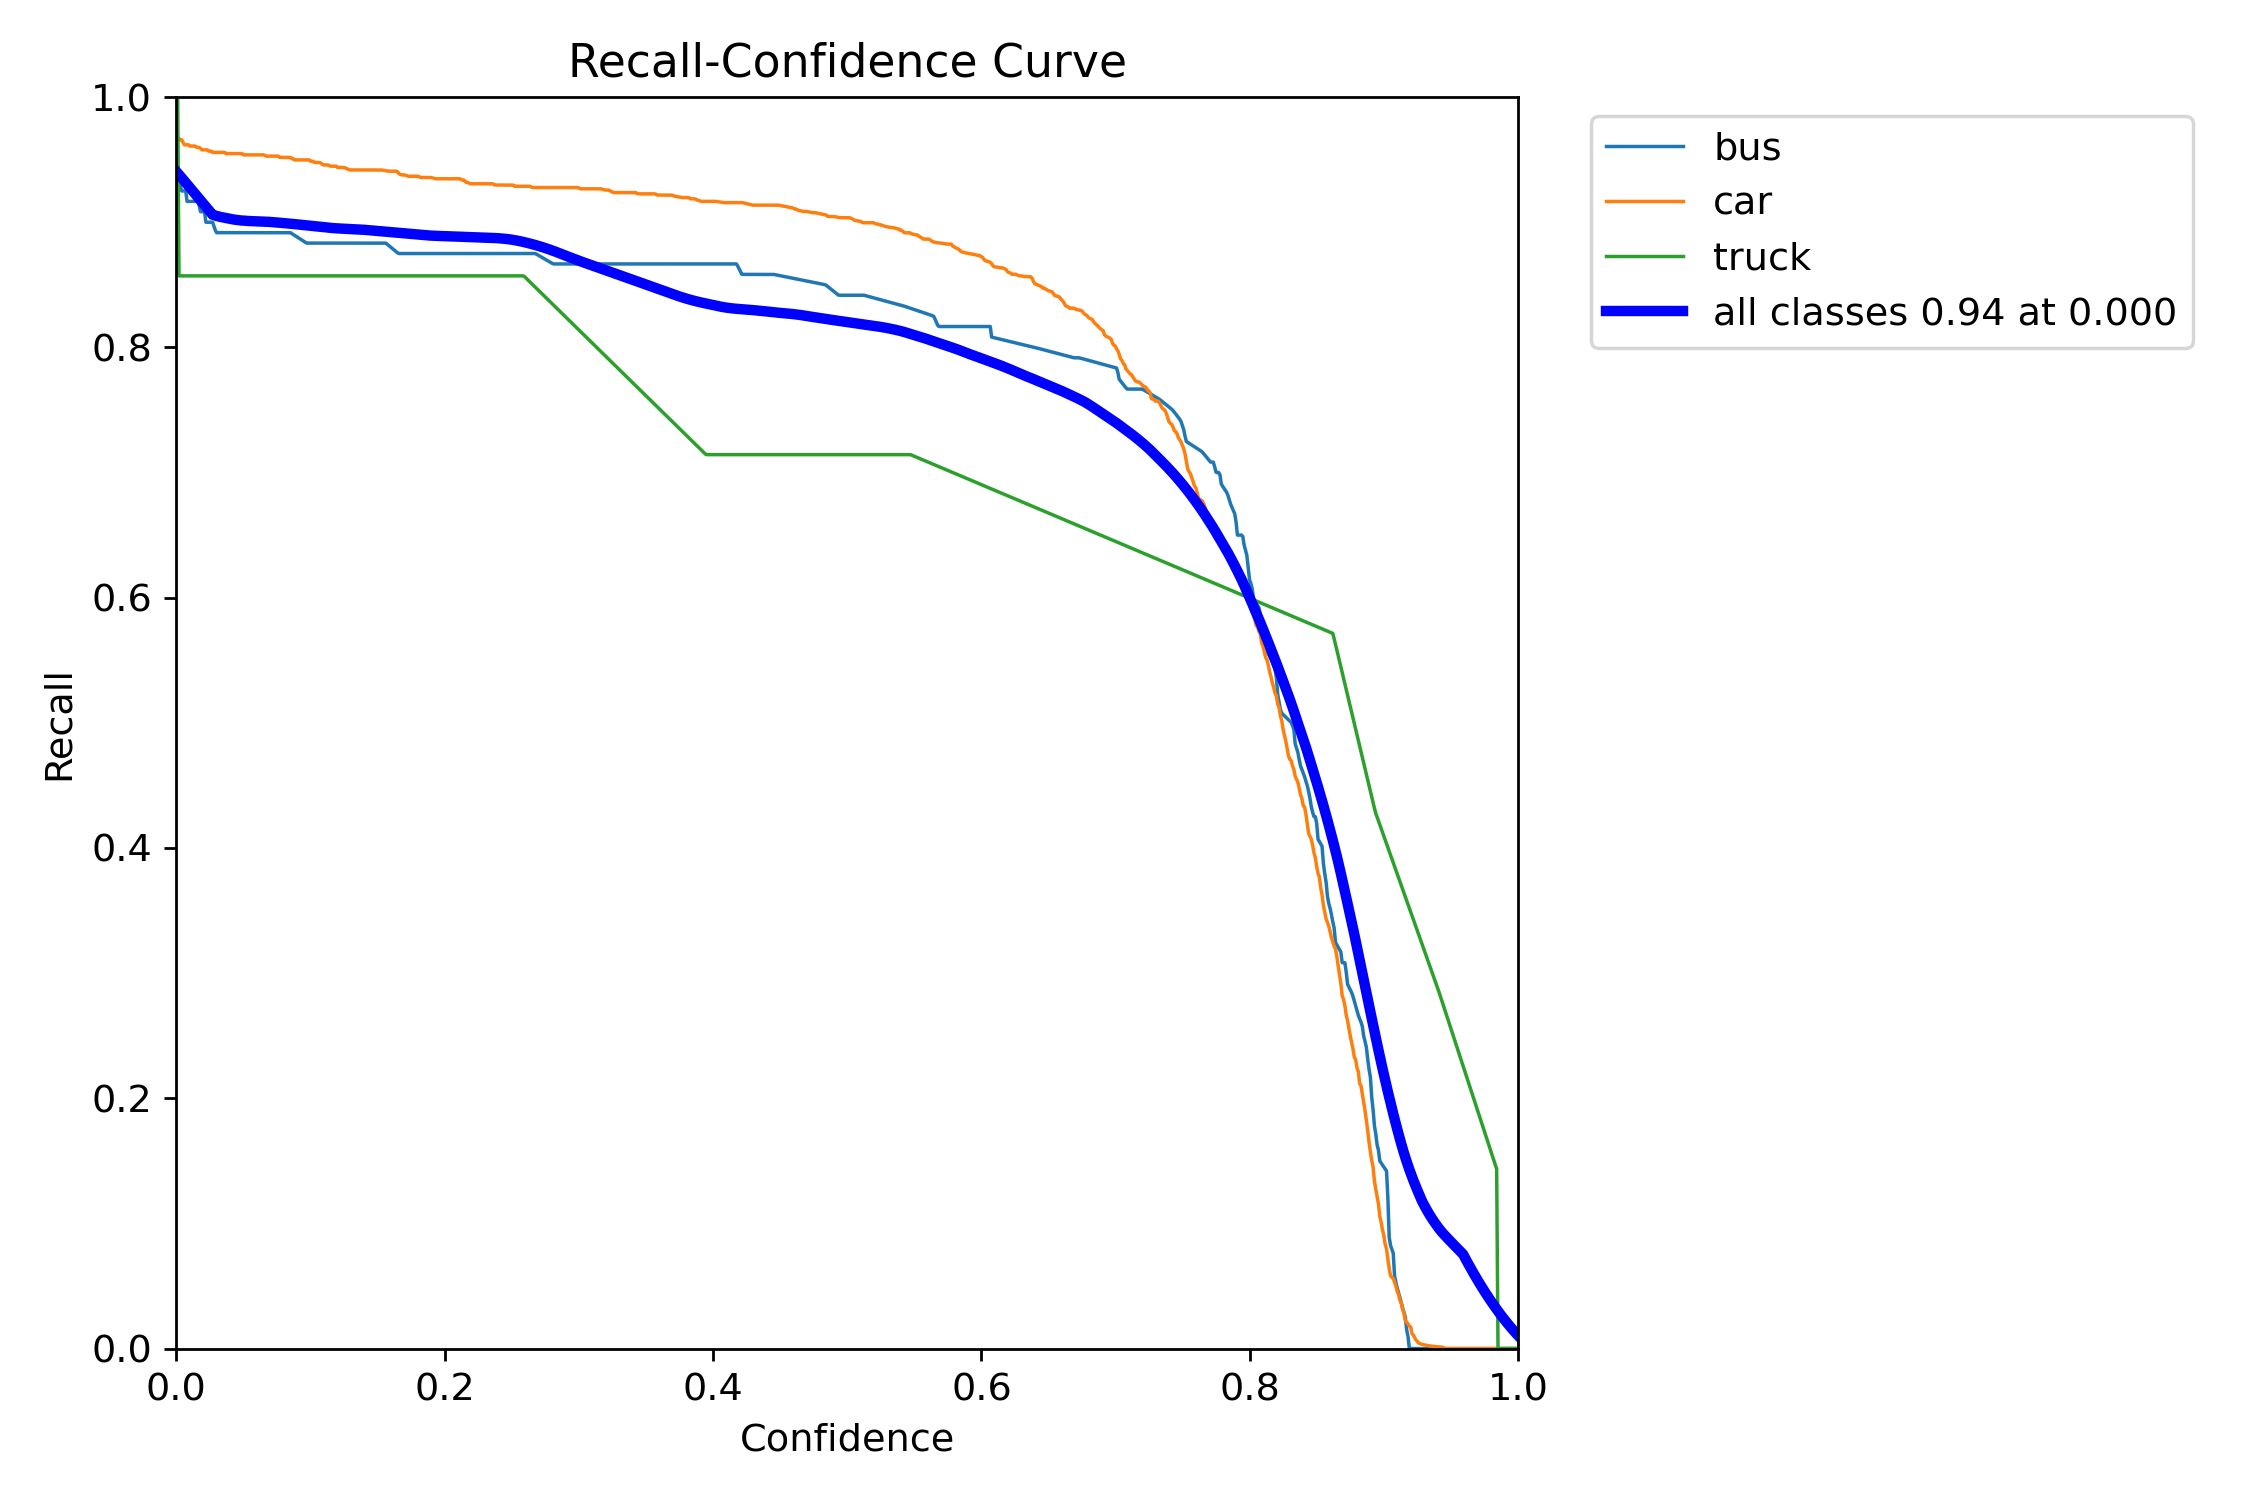 Recall-Confidence Curve
1.0
0.8
0.6
0.4
0.2
0.0
Recall
0.0 0.2 0.4 0.6 0.8 1.0
Confidence
bus
car
truck
all classes 0.94 at 0.000